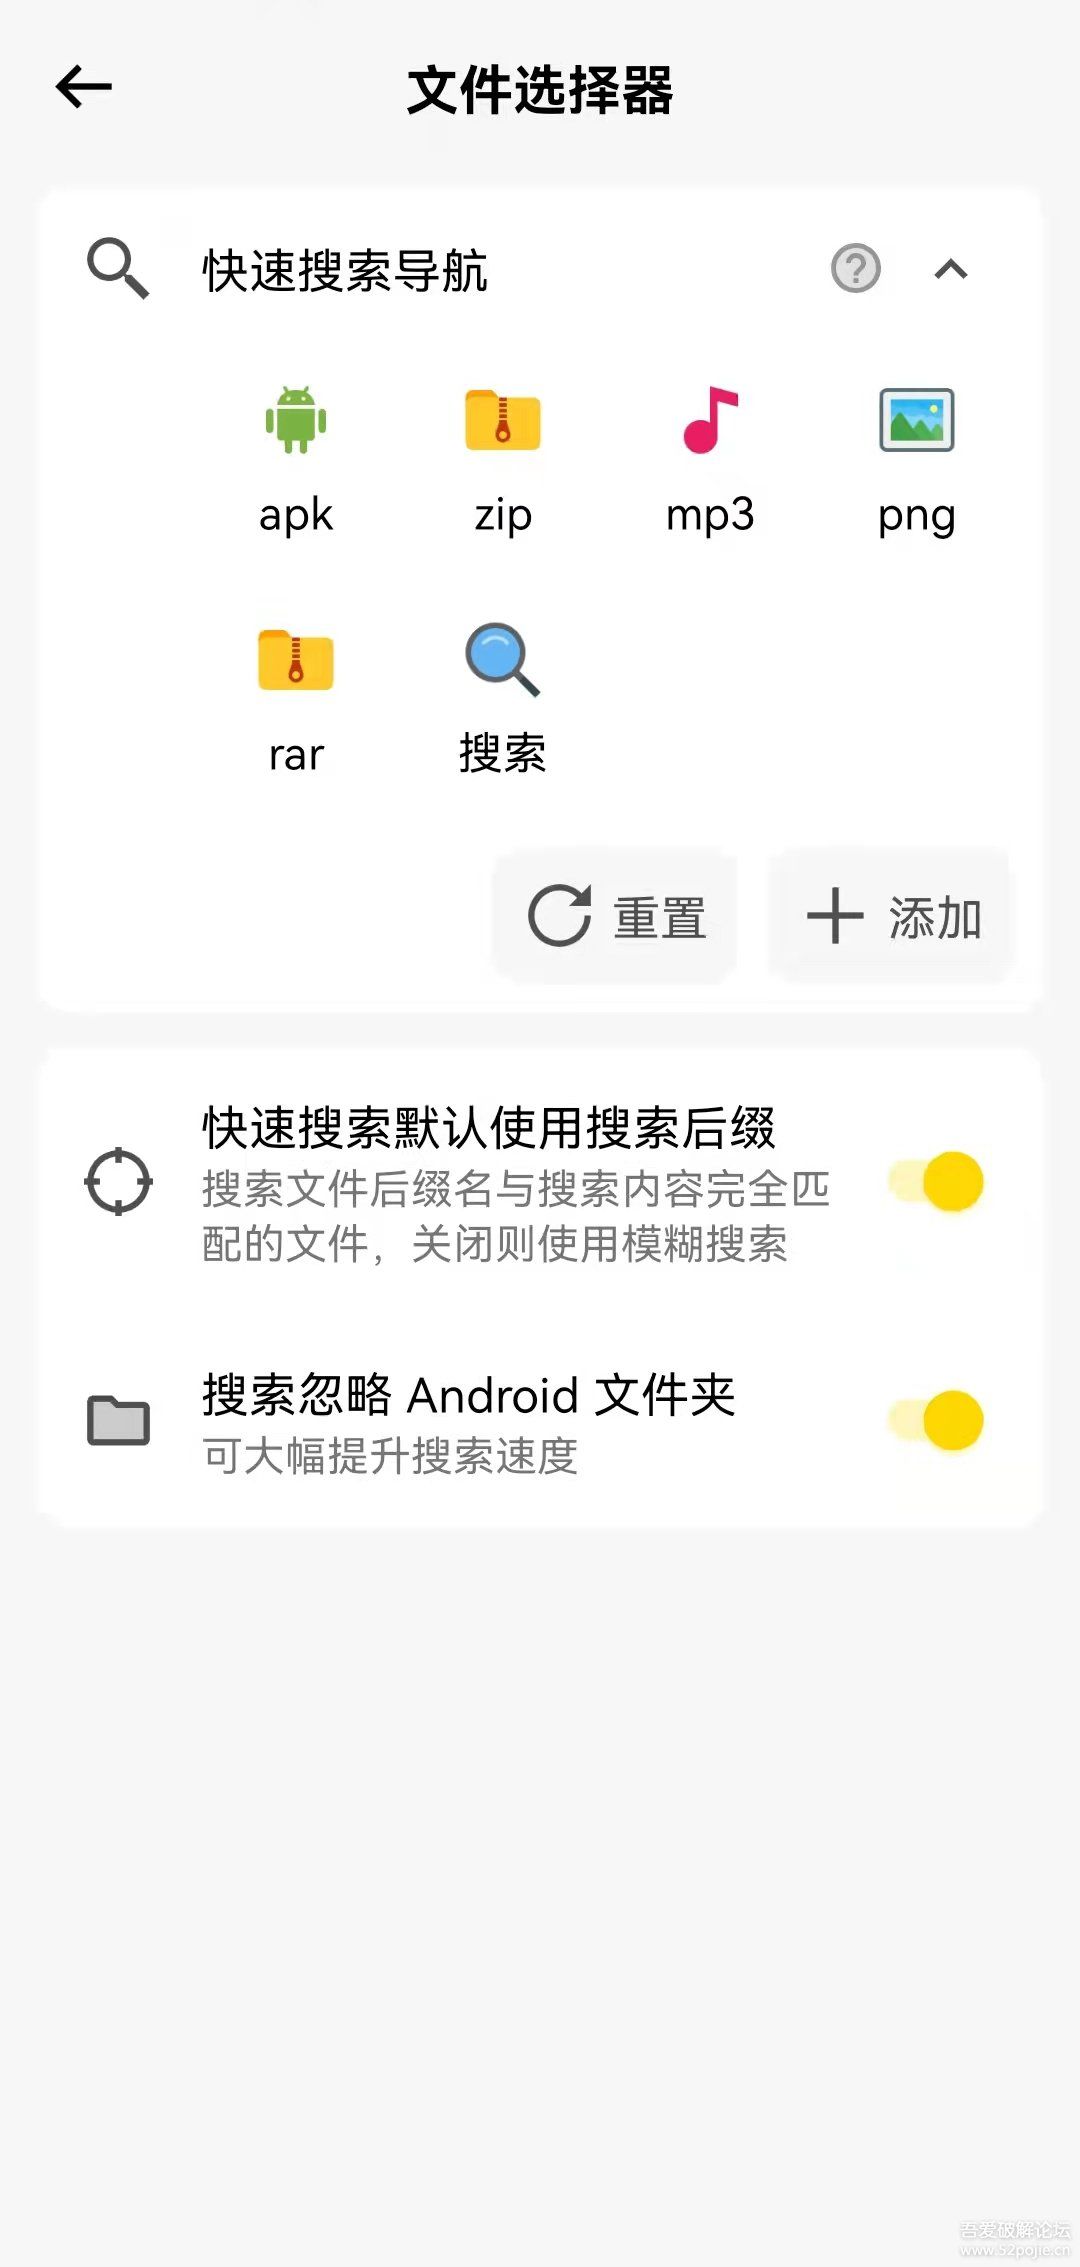 文件选择器
快速搜索导航
apk
zip
mp3
png
rar
搜索
重置
添加
快速搜索默认使用搜索后缀
搜索文件后缀名与搜索内容完全匹
配的文件，关闭则使用模糊搜索
搜索忽略 Android 文件夹
可大幅提升搜索速度
吾爱破解论坛
www.52pojie.cn